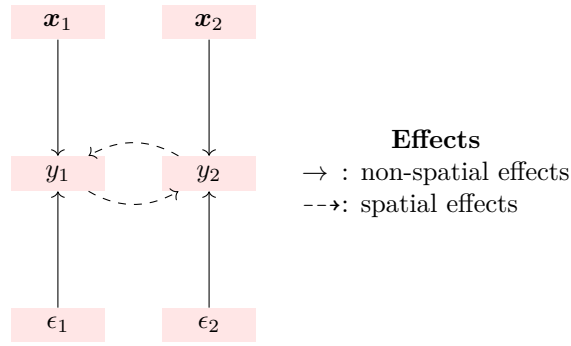 x₁ x₂
y₁ y₂
Effects
→ : non-spatial effects
⇢: spatial effects
ϵ₁ ϵ₂